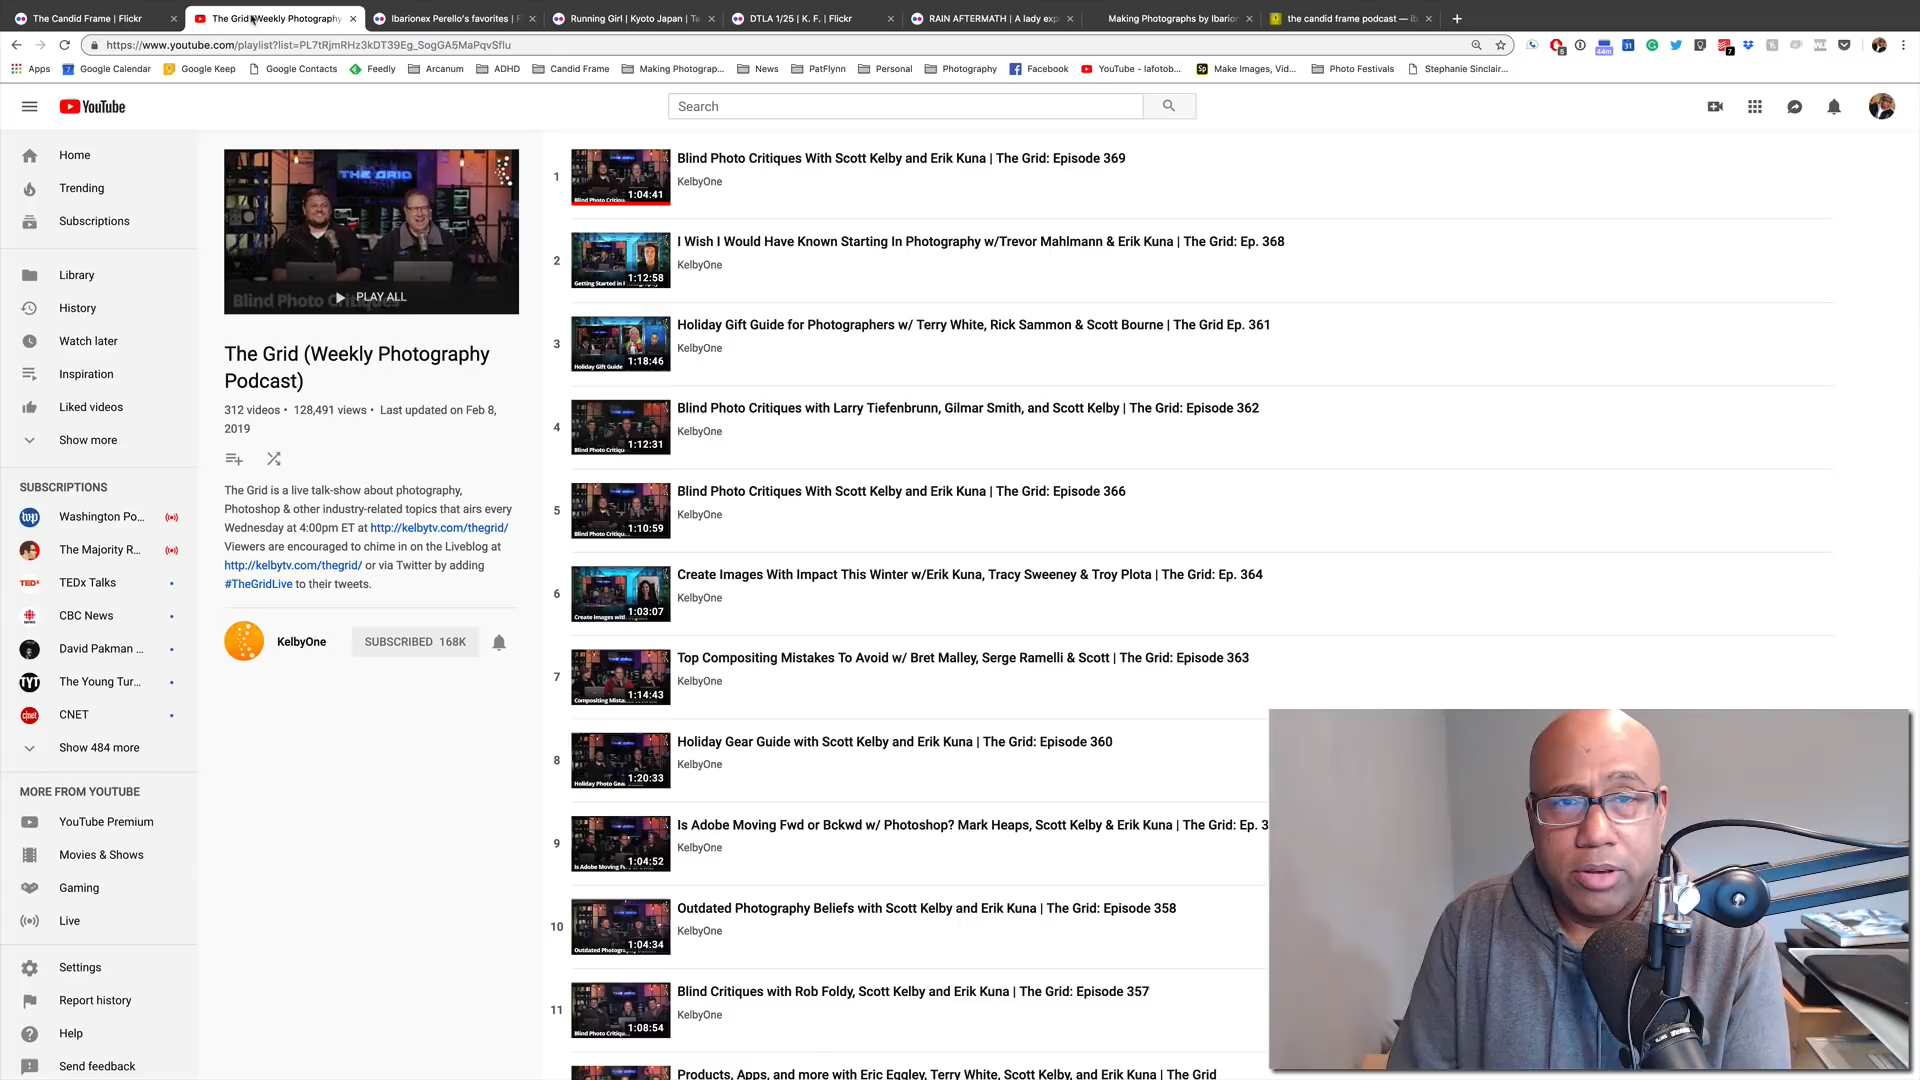 The Candid Frame | Flickr
The Grid (Weekly Photography
Ibarionex Perello's favorites | F
Running Girl | Kyoto Japan | Te
DTLA 1/25 | K. F. | Flickr
RAIN AFTERMATH | A lady exp
Making Photographs by Ibarion
the candid frame podcast — ib
https://www.youtube.com/playlist?list=PL7tRjmRHz3kDT39Eg_SogGA5MaPqvSflu
Apps
Google Calendar
Google Keep
Google Contacts
Feedly
Arcanum
ADHD
Candid Frame
Making Photograp...
News
PatFlynn
Personal
Photography
Facebook
YouTube - Iafotob...
Make Images, Vid...
Photo Festivals
Stephanie Sinclair...
YouTube
Search
Home
Trending
Subscriptions
Library
History
Watch later
Inspiration
Liked videos
Show more
SUBSCRIPTIONS
Washington Po...
The Majority R...
TEDx Talks
CBC News
David Pakman ...
The Young Tur...
CNET
Show 484 more
MORE FROM YOUTUBE
YouTube Premium
Movies & Shows
Gaming
Live
Settings
Report history
Help
Send feedback
THE GRID
Blind Photo Critiques
PLAY ALL
The Grid (Weekly Photography
Podcast)
312 videos • 128,491 views • Last updated on Feb 8,
2019
The Grid is a live talk-show about photography,
Photoshop & other industry-related topics that airs every
Wednesday at 4:00pm ET at http://kelbytv.com/thegrid/
Viewers are encouraged to chime in on the Liveblog at
http://kelbytv.com/thegrid/ or via Twitter by adding
#TheGridLive to their tweets.
KelbyOne
SUBSCRIBED 168K
1
1:04:41
Blind Photo Critiques With Scott Kelby and Erik Kuna | The Grid: Episode 369
KelbyOne
2
1:12:58
I Wish I Would Have Known Starting In Photography w/Trevor Mahlmann & Erik Kuna | The Grid: Ep. 368
KelbyOne
3
1:18:46
Holiday Gift Guide
Holiday Gift Guide for Photographers w/ Terry White, Rick Sammon & Scott Bourne | The Grid Ep. 361
KelbyOne
4
1:12:31
Blind Photo Critiques with Larry Tiefenbrunn, Gilmar Smith, and Scott Kelby | The Grid: Episode 362
KelbyOne
5
1:10:59
Blind Photo Critiques With Scott Kelby and Erik Kuna | The Grid: Episode 366
KelbyOne
6
1:03:07
Create Images With Impact This Winter w/Erik Kuna, Tracy Sweeney & Troy Plota | The Grid: Ep. 364
KelbyOne
7
1:14:43
Top Compositing Mistakes To Avoid w/ Bret Malley, Serge Ramelli & Scott | The Grid: Episode 363
KelbyOne
8
1:20:33
Holiday Gear Guide with Scott Kelby and Erik Kuna | The Grid: Episode 360
KelbyOne
9
1:04:52
Is Adobe Moving Fwd or Bckwd w/ Photoshop? Mark Heaps, Scott Kelby & Erik Kuna | The Grid: Ep. 3
KelbyOne
10
1:04:34
Outdated Photography Beliefs with Scott Kelby and Erik Kuna | The Grid: Episode 358
KelbyOne
11
1:08:54
Blind Critiques with Rob Foldy, Scott Kelby and Erik Kuna | The Grid: Episode 357
KelbyOne
Products, Apps, and more with Eric Eggley, Terry White, Scott Kelby, and Erik Kuna | The Grid